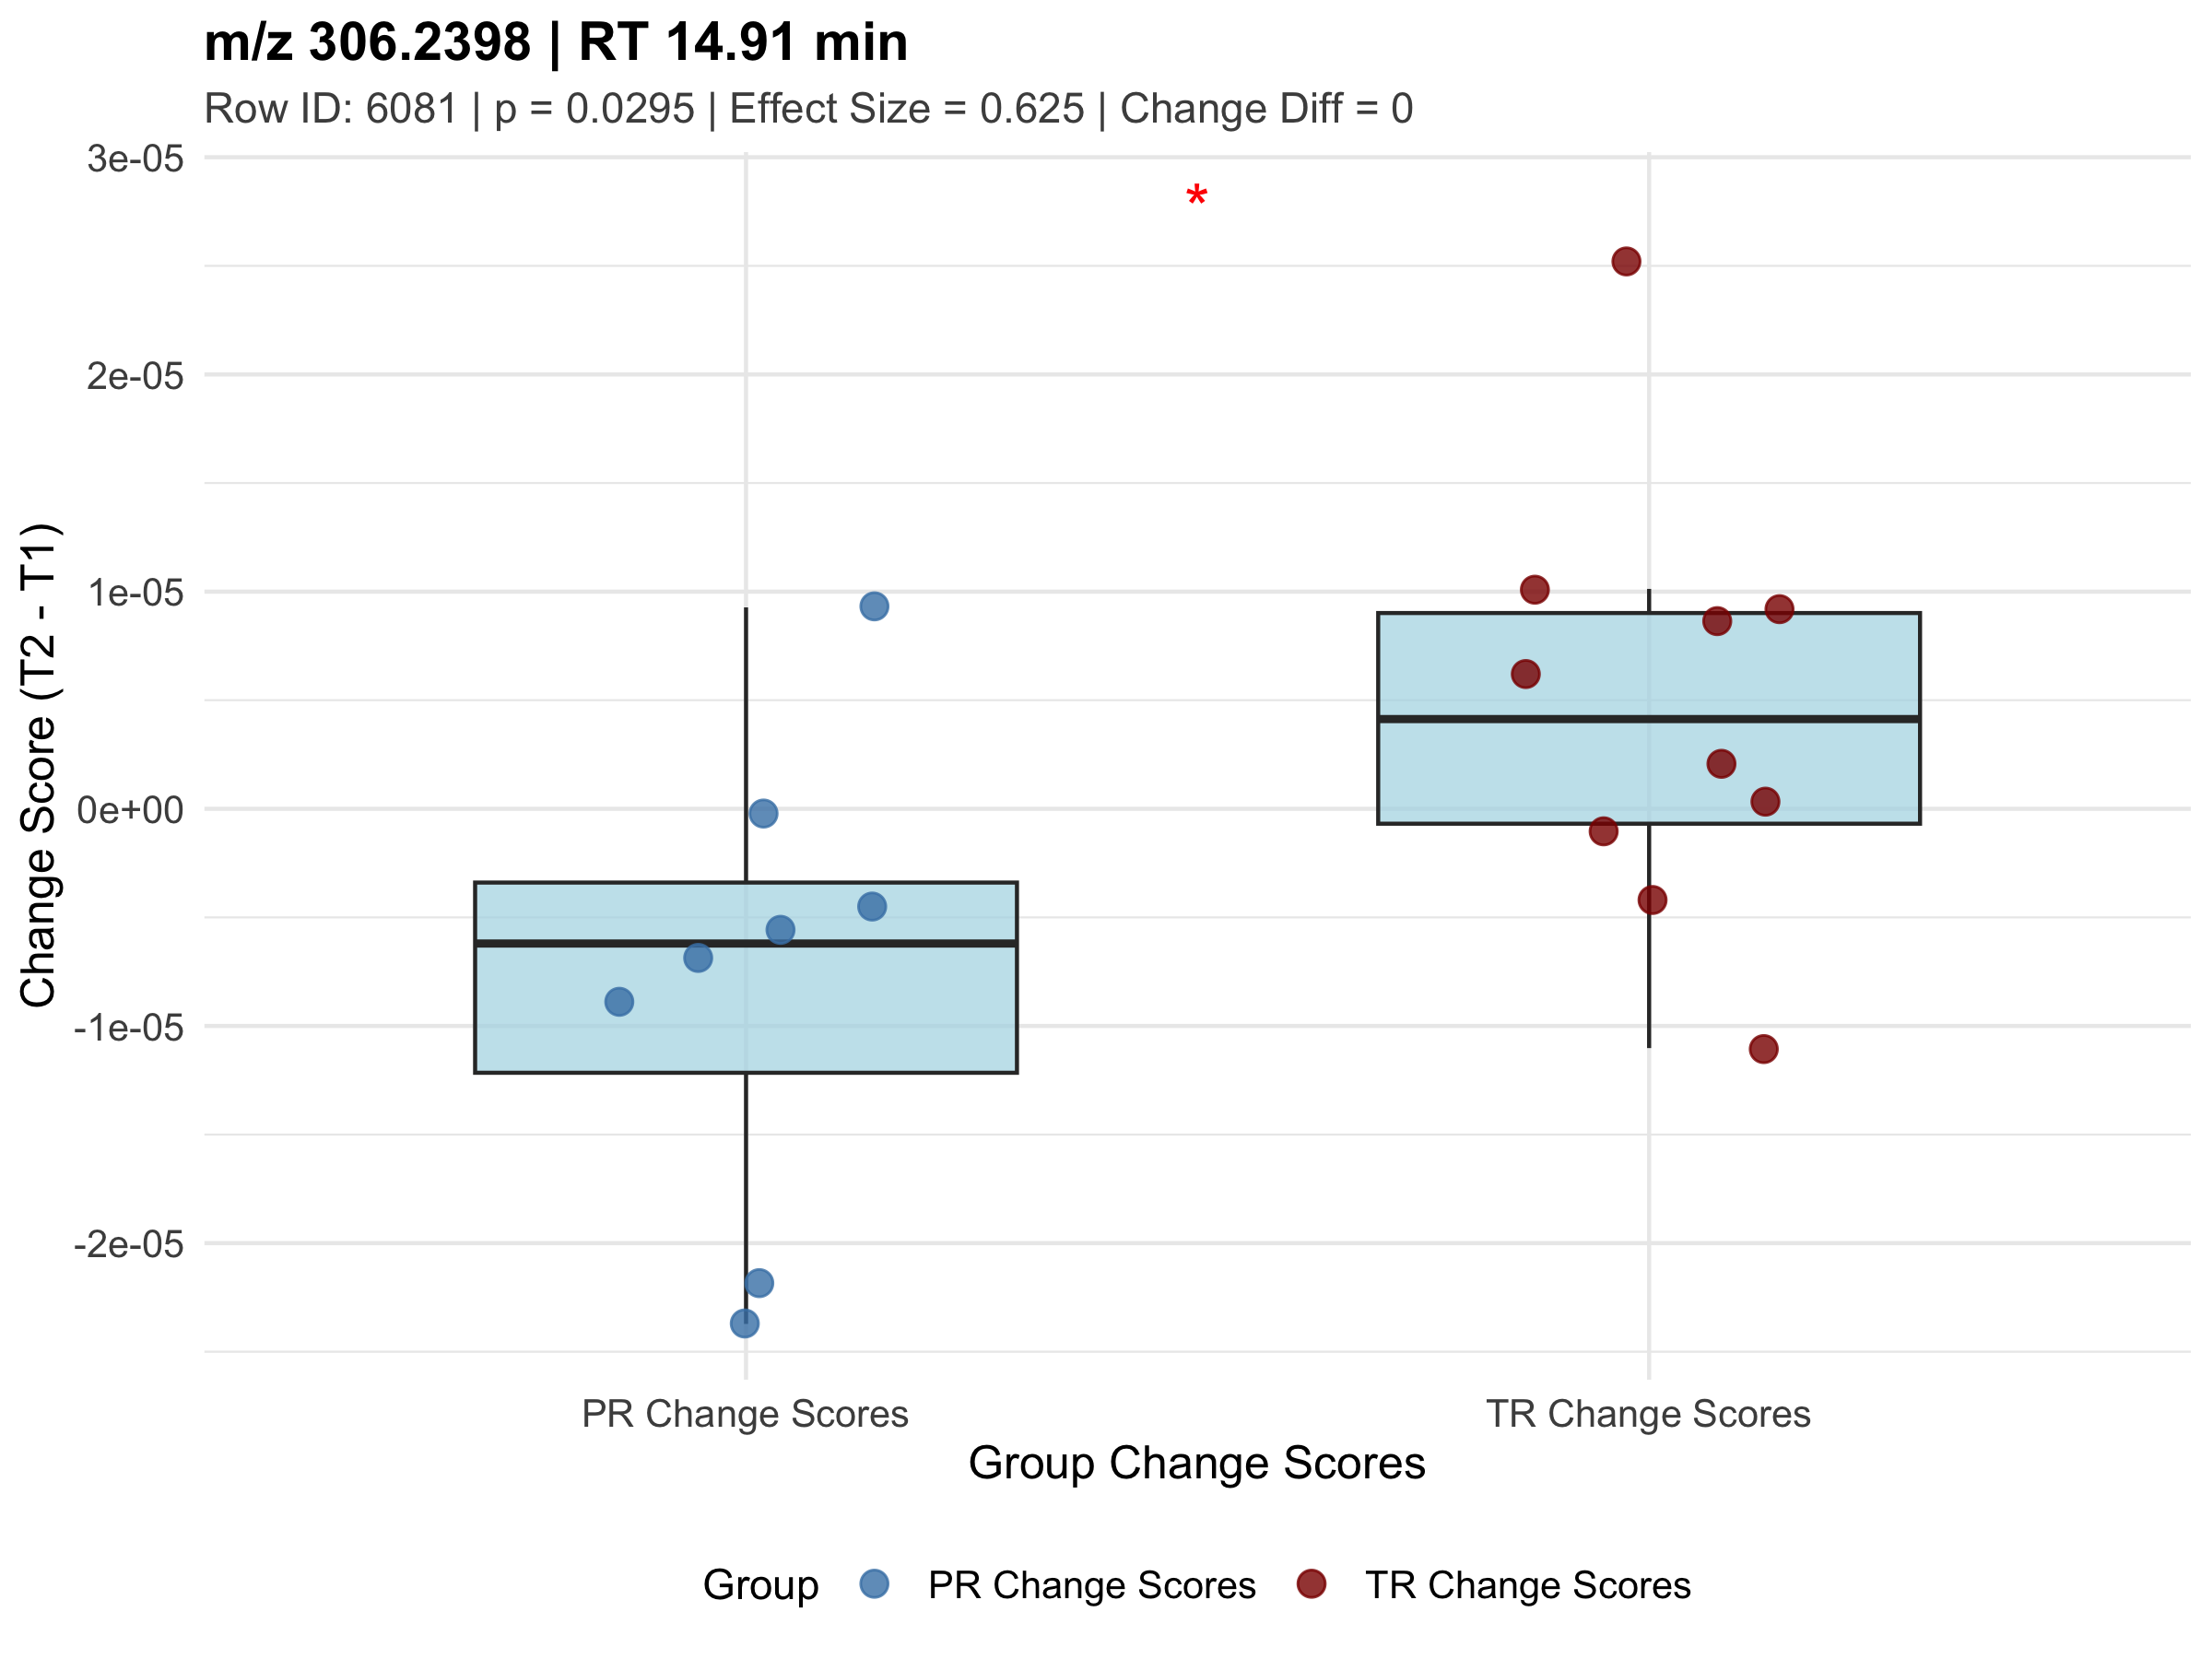 m/z 306.2398 | RT 14.91 min
Row ID: 6081 | p = 0.0295 | Effect Size = 0.625 | Change Diff = 0
3e-05
*
2e-05
1e-05
0e+00
-1e-05
-2e-05
Change Score (T2 - T1)
PR Change Scores
TR Change Scores
Group Change Scores
Group
PR Change Scores
TR Change Scores